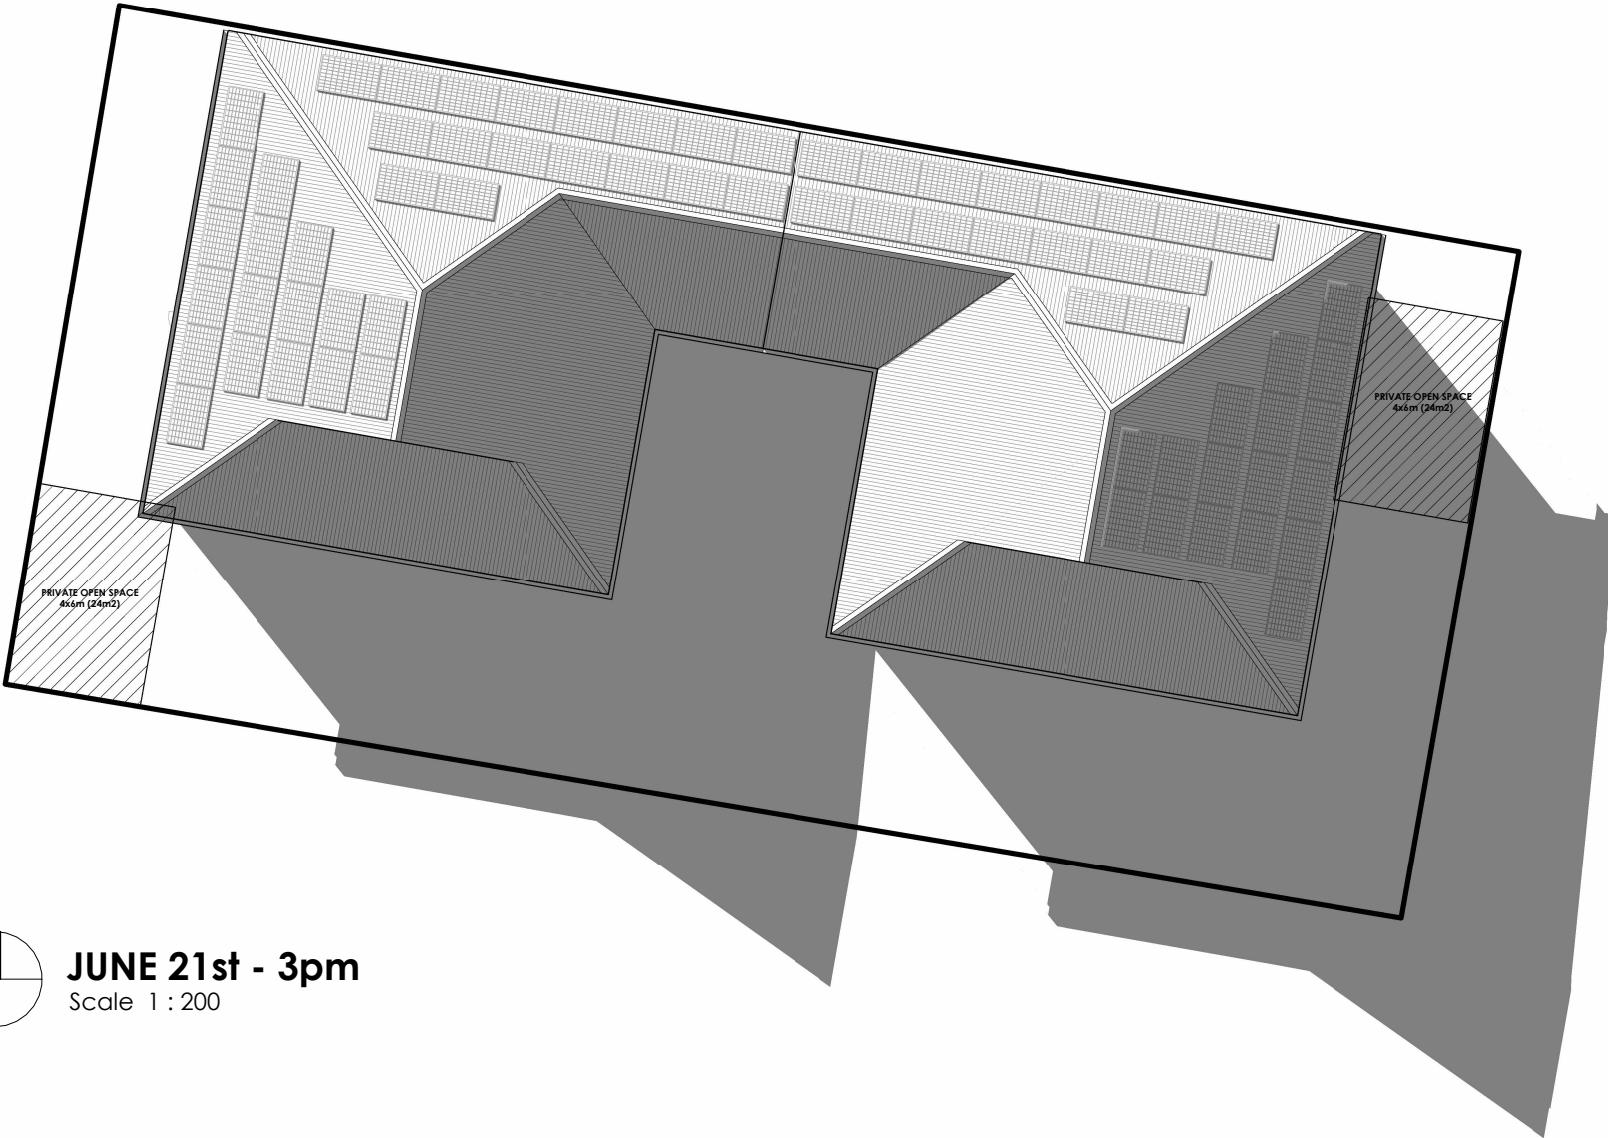 PRIVATE OPEN SPACE
4x6m (24m2)
PRIVATE OPEN SPACE
4x6m (24m2)
JUNE 21st - 3pm
Scale 1 : 200